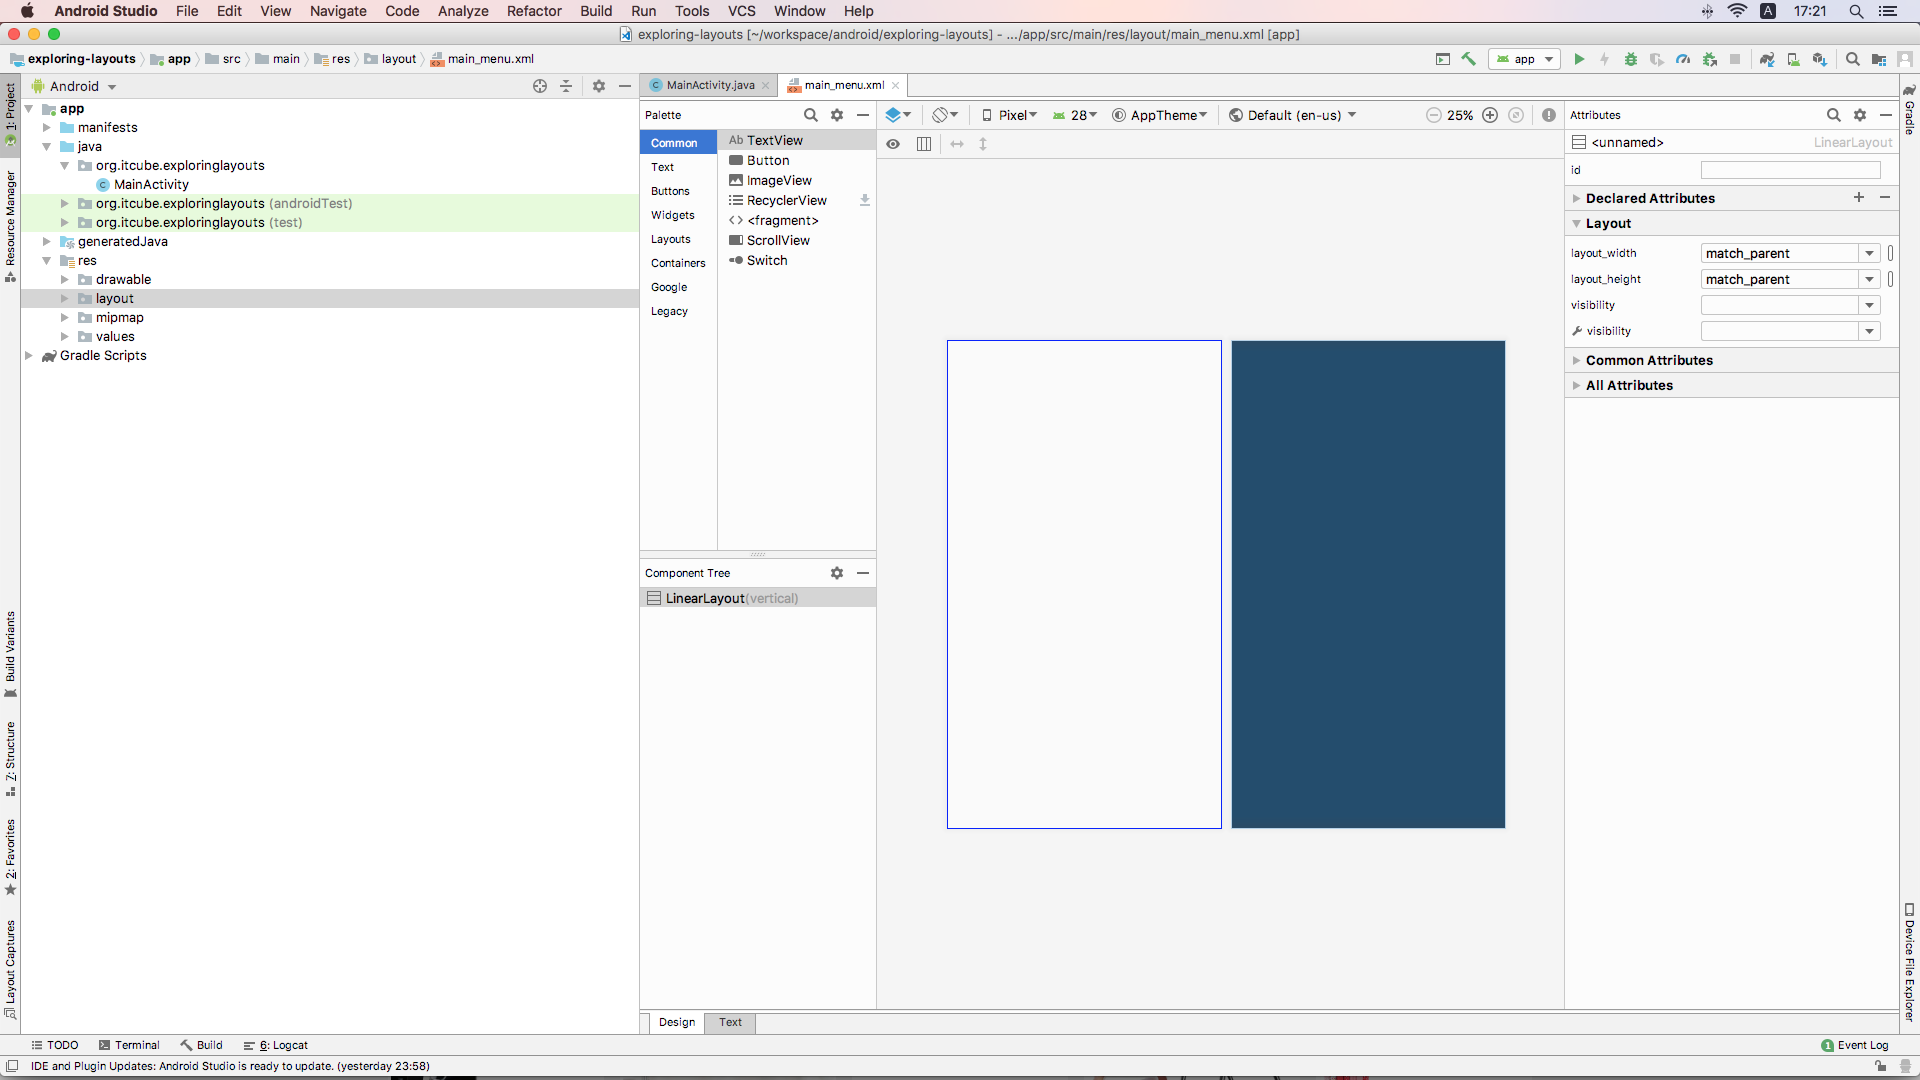 Android Studio File Edit View Navigate Code Analyze Refactor Build Run Tools VCS Window Help A 17:21
exploring-layouts [~/workspace/android/exploring-layouts] - .../app/src/main/res/layout/main_menu.xml [app]
exploring-layouts app src main res layout main_menu.xml app
1: Project
Resource Manager
Build Variants
7: Structure
2: Favorites
Layout Captures
Android
app
manifests
java
org.itcube.exploringlayouts
C MainActivity
org.itcube.exploringlayouts (androidTest)
org.itcube.exploringlayouts (test)
generatedJava
res
drawable
layout
mipmap
values
Gradle Scripts
C MainActivity.java main_menu.xml
Palette
Common
Text
Buttons
Widgets
Layouts
Containers
Google
Legacy
Ab TextView
Button
ImageView
RecyclerView
<> <fragment>
ScrollView
Switch
Component Tree
LinearLayout(vertical)
Pixel 28 AppTheme Default (en-us) 25%
Attributes
<unnamed> LinearLayout
id
Declared Attributes
Layout
layout_width match_parent
layout_height match_parent
visibility
visibility
Common Attributes
All Attributes
Gradle
Device File Explorer
Design Text
TODO Terminal Build 6: Logcat 1 Event Log
IDE and Plugin Updates: Android Studio is ready to update. (yesterday 23:58)